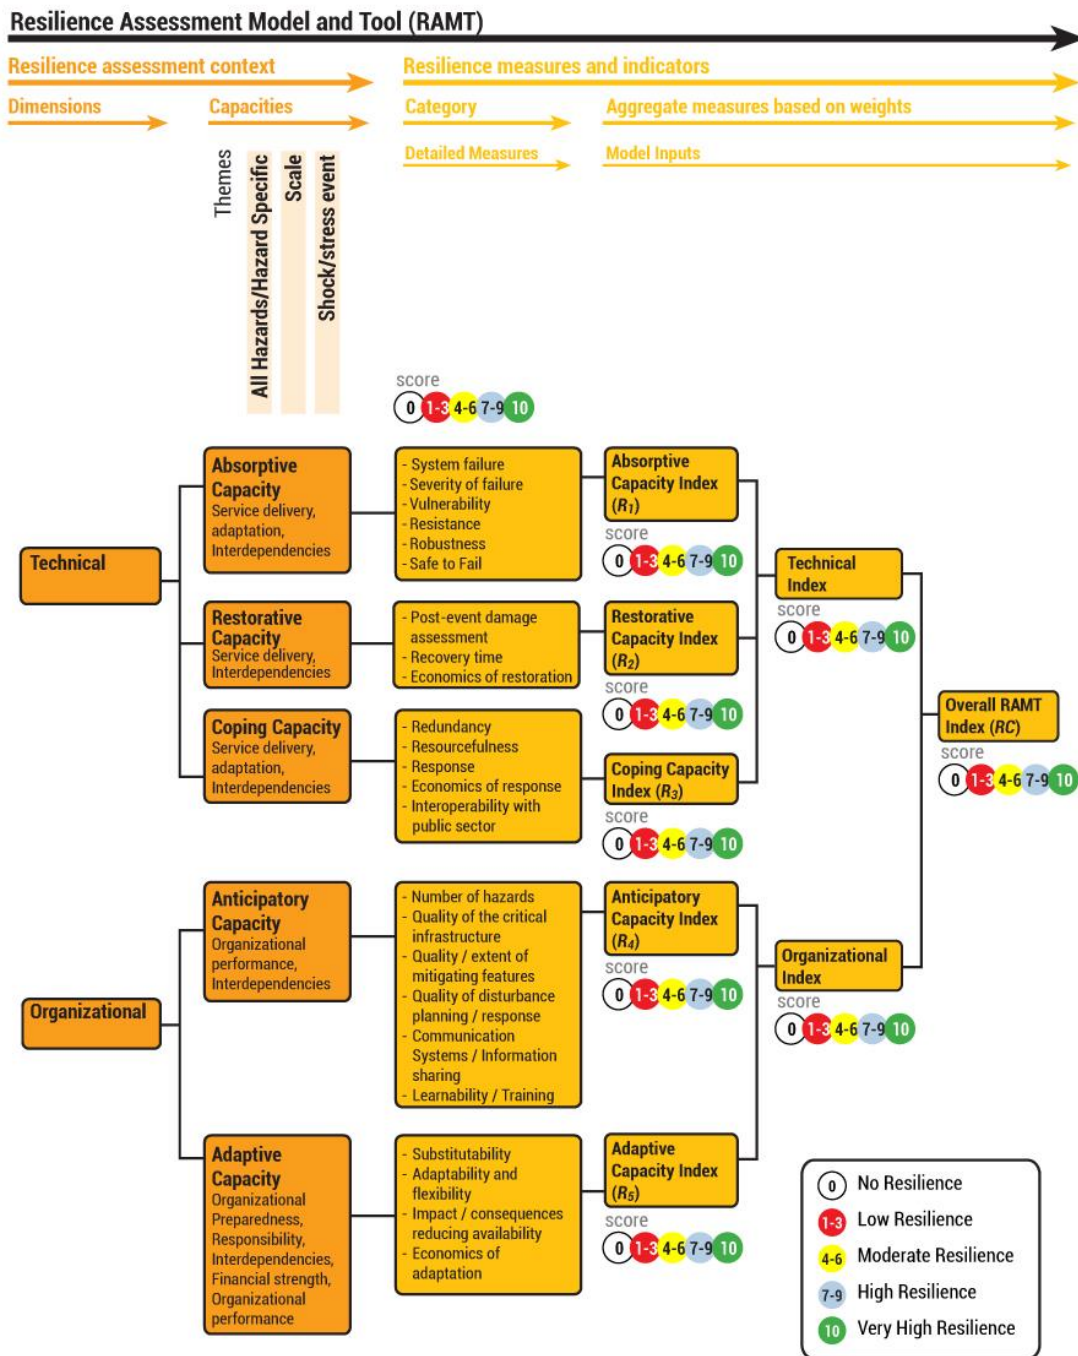 Resilience Assessment Model and Tool (RAMT)
Resilience assessment context
Resilience measures and indicators
Dimensions
Capacities
Category
Aggregate measures based on weights
Detailed Measures
Model Inputs
Themes
All Hazards/Hazard Specific
Scale
Shock/stress event
score
0 1-3 4-6 7-9 10
Technical
Absorptive
Capacity
Service delivery,
adaptation,
Interdependencies
- System failure
- Severity of failure
- Vulnerability
- Resistance
- Robustness
- Safe to Fail
Absorptive
Capacity Index
(R1)
score
0 1-3 4-6 7-9 10
Restorative
Capacity
Service delivery,
Interdependencies
- Post-event damage
assessment
- Recovery time
- Economics of restoration
Restorative
Capacity Index
(R2)
score
0 1-3 4-6 7-9 10
Coping Capacity
Service delivery,
adaptation,
Interdependencies
- Redundancy
- Resourcefulness
- Response
- Economics of response
- Interoperability with
public sector
Coping Capacity
Index (R3)
score
0 1-3 4-6 7-9 10
Technical
Index
score
0 1-3 4-6 7-9 10
Overall RAMT
Index (RC)
score
0 1-3 4-6 7-9 10
Organizational
Anticipatory
Capacity
Organizational
performance,
Interdependencies
- Number of hazards
- Quality of the critical
infrastructure
- Quality / extent of
mitigating features
- Quality of disturbance
planning / response
- Communication
Systems / Information
sharing
- Learnability / Training
Anticipatory
Capacity Index
(R4)
score
0 1-3 4-6 7-9 10
Organizational
Index
score
0 1-3 4-6 7-9 10
Adaptive
Capacity
Organizational
Preparedness,
Responsibility,
Interdependencies,
Financial strength,
Organizational
performance
- Substitutability
- Adaptability and
flexibility
- Impact / consequences
reducing availability
- Economics of
adaptation
Adaptive
Capacity Index
(R5)
score
0 1-3 4-6 7-9 10
0 No Resilience
1-3 Low Resilience
4-6 Moderate Resilience
7-9 High Resilience
10 Very High Resilience